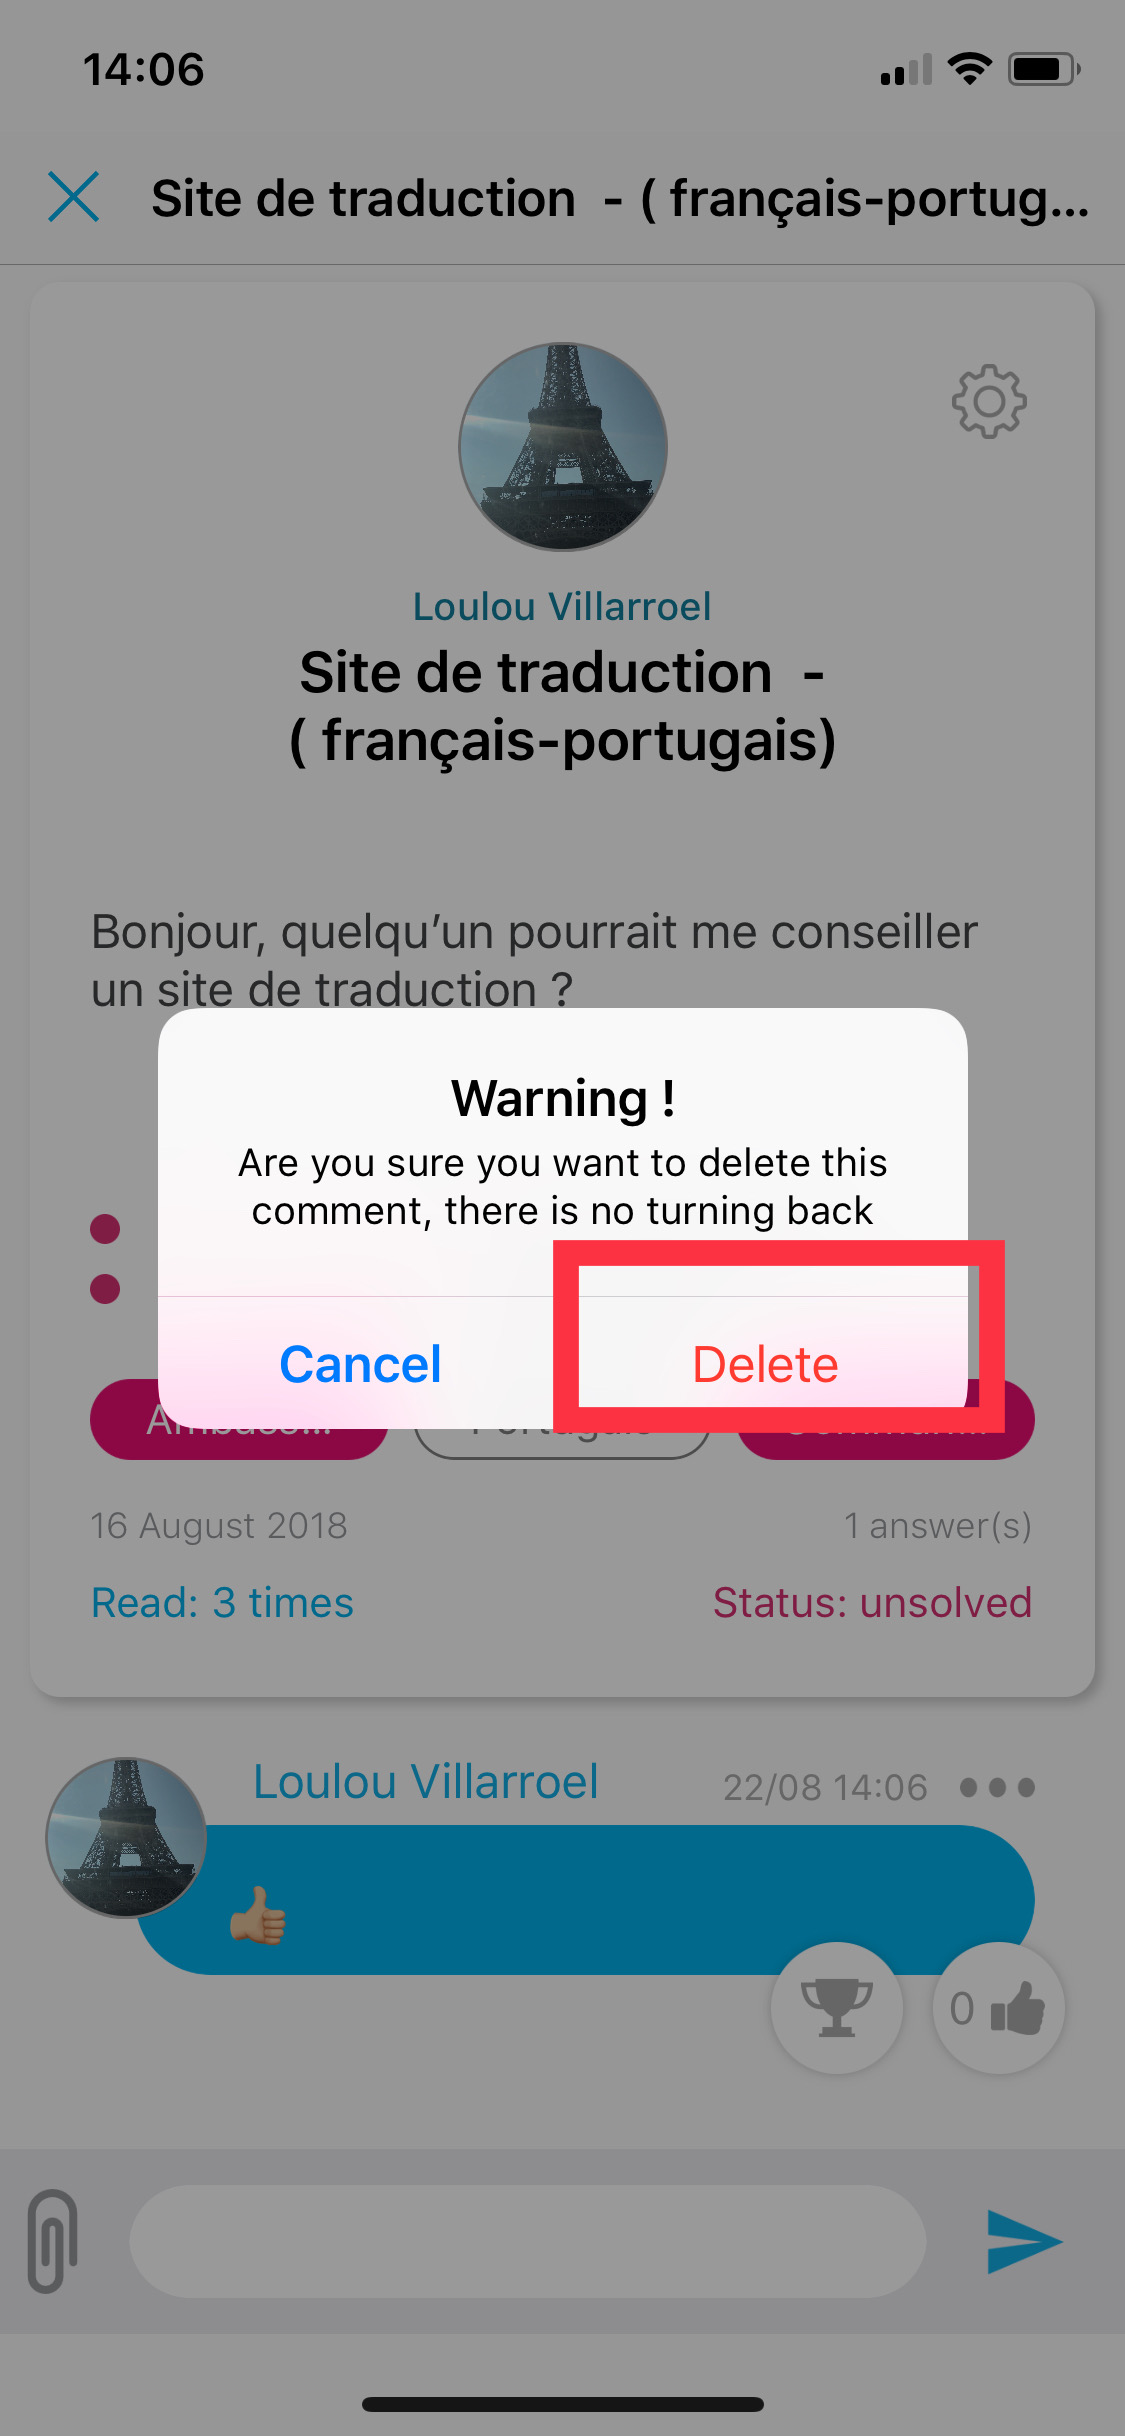 14:06
Site de traduction  - ( français-portug...
Loulou Villarroel
Site de traduction  -
( français-portugais)
Bonjour, quelqu’un pourrait me conseiller
un site de traduction ?
Warning !
Are you sure you want to delete this
comment, there is no turning back
Cancel
Delete
16 August 2018
1 answer(s)
Read: 3 times
Status: unsolved
Loulou Villarroel
22/08 14:06
0